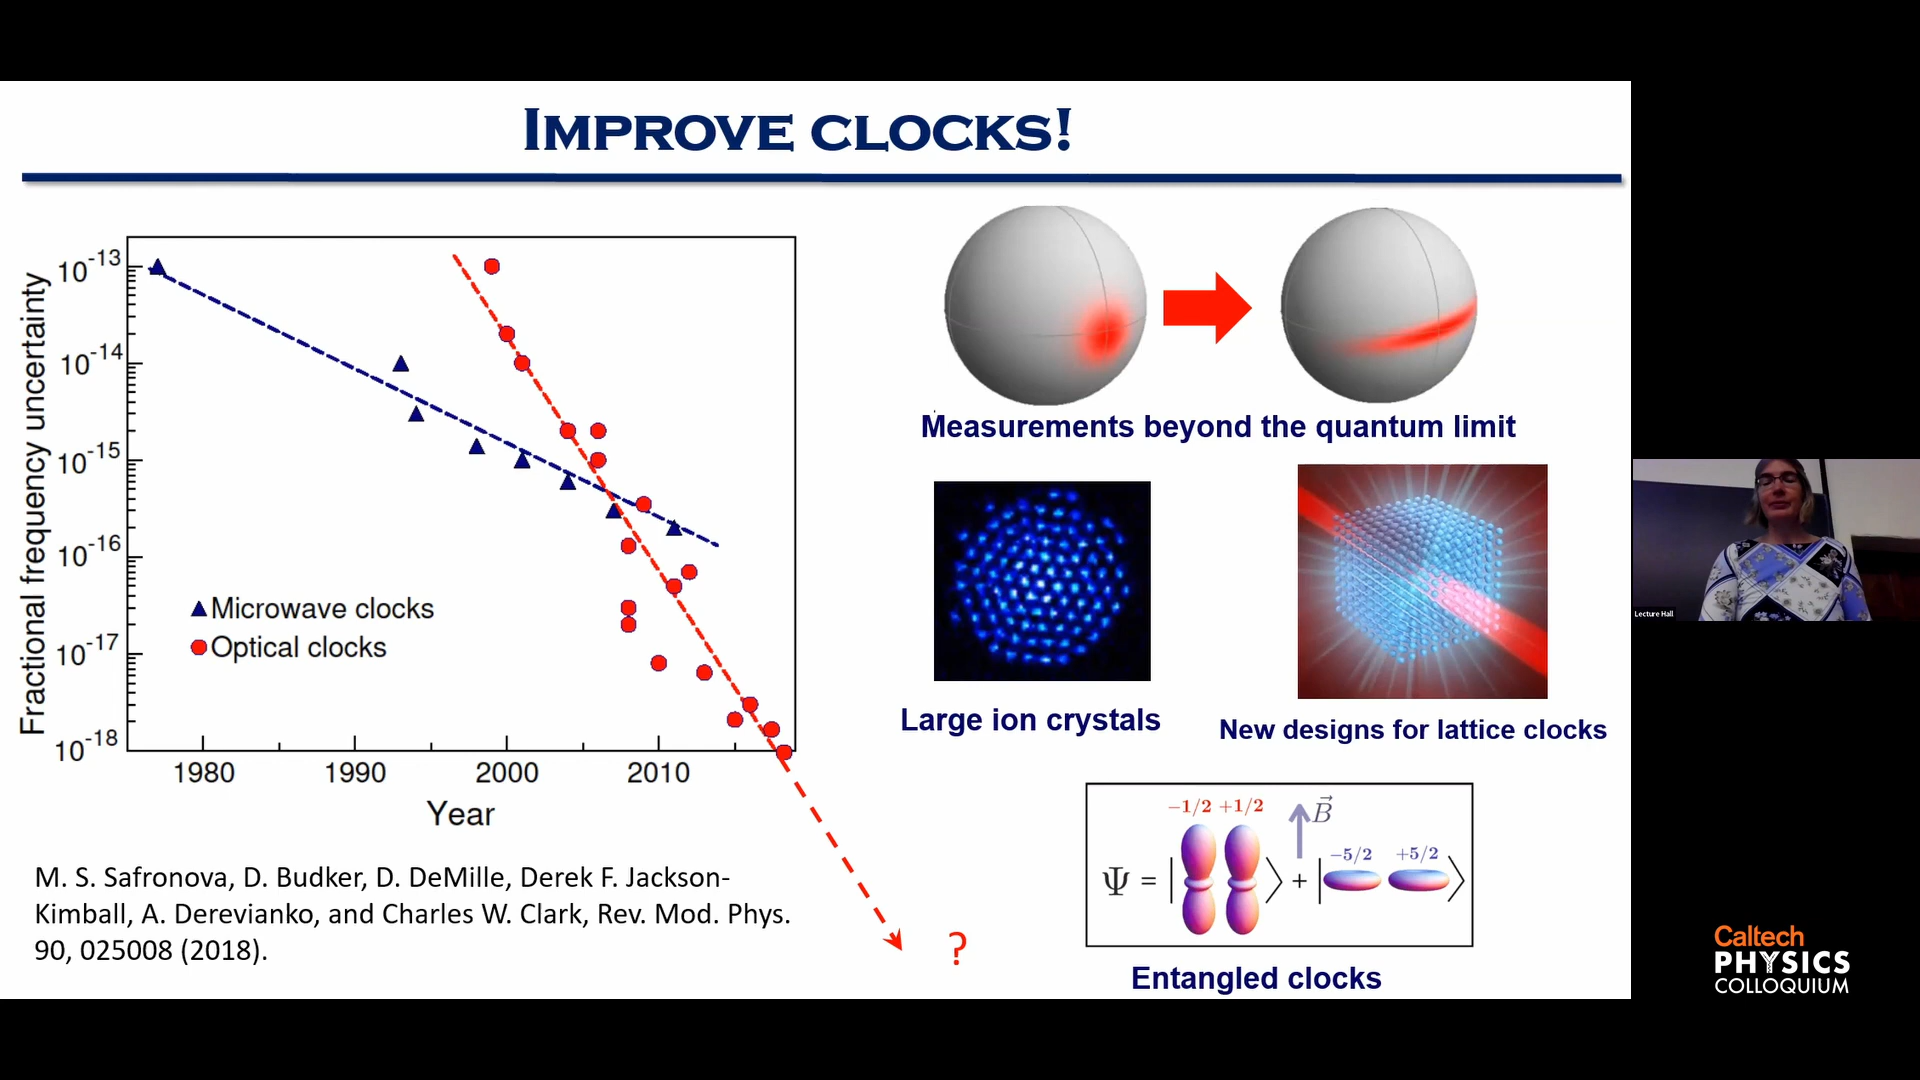 IMPROVE CLOCKS!
Fractional frequency uncertainty
10-13
10-14
10-15
10-16
10-17
10-18
Microwave clocks
Optical clocks
1980 1990 2000 2010
Year
M. S. Safronova, D. Budker, D. DeMille, Derek F. Jackson-
Kimball, A. Derevianko, and Charles W. Clark, Rev. Mod. Phys.
90, 025008 (2018).
?
Measurements beyond the quantum limit
Large ion crystals
New designs for lattice clocks
−1/2 +1/2
B⃗
−5/2 +5/2
Ψ = | ⟩ + | ⟩
Entangled clocks
Lecture Hall
Caltech
PHYSICS
COLLOQUIUM